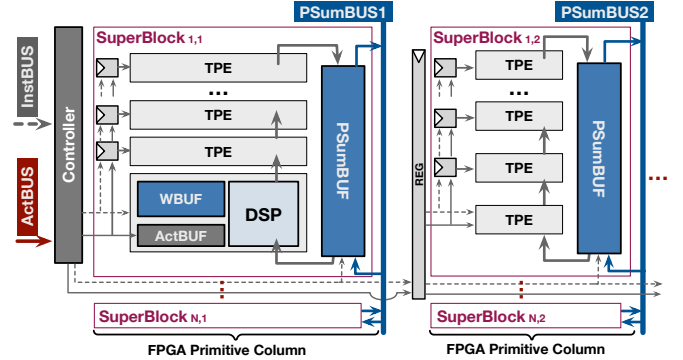 PSumBUS1
PSumBUS2
SuperBlock 1,1
SuperBlock 1,2
InstBUS
ActBUS
Controller
TPE
...
TPE
TPE
WBUF
ActBUF
DSP
PSumBUF
REG
TPE
...
TPE
TPE
TPE
PSumBUF
...
SuperBlock N,1
SuperBlock N,2
FPGA Primitive Column
FPGA Primitive Column